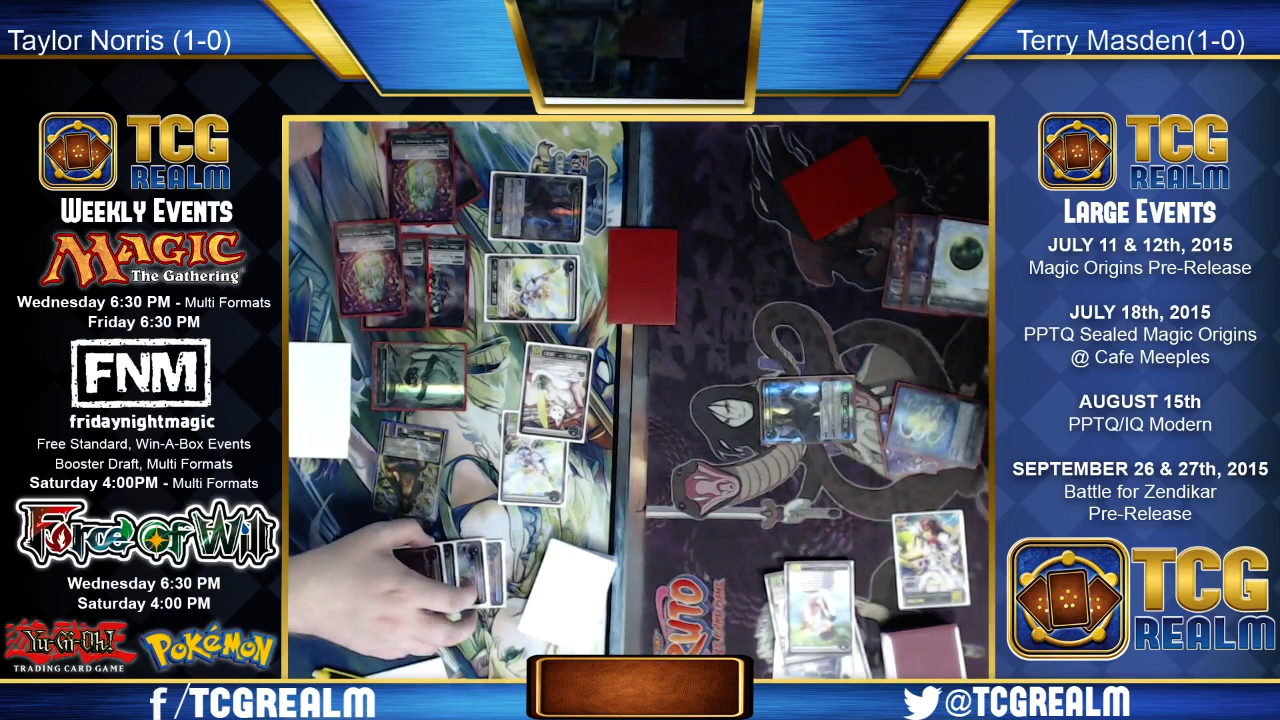 Taylor Norris (1-0)
Terry Masden(1-0)
TCG
REALM
WEEKLY EVENTS
MAGIC
The Gathering
Wednesday 6:30 PM - Multi Formats
Friday 6:30 PM
FNM
fridaynightmagic
Free Standard, Win-A-Box Events
Booster Draft, Multi Formats
Saturday 4:00PM - Multi Formats
Force of Will
Wednesday 6:30 PM
Saturday 4:00 PM
Yu-Gi-Oh!
TRADING CARD GAME
POKéMON
TCG
REALM
LARGE EVENTS
JULY 11 & 12th, 2015
Magic Origins Pre-Release
JULY 18th, 2015
PPTQ Sealed Magic Origins
@ Cafe Meeples
AUGUST 15th
PPTQ/IQ Modern
SEPTEMBER 26 & 27th, 2015
Battle for Zendikar
Pre-Release
TCG
REALM
f /TCGREALM
@TCGREALM